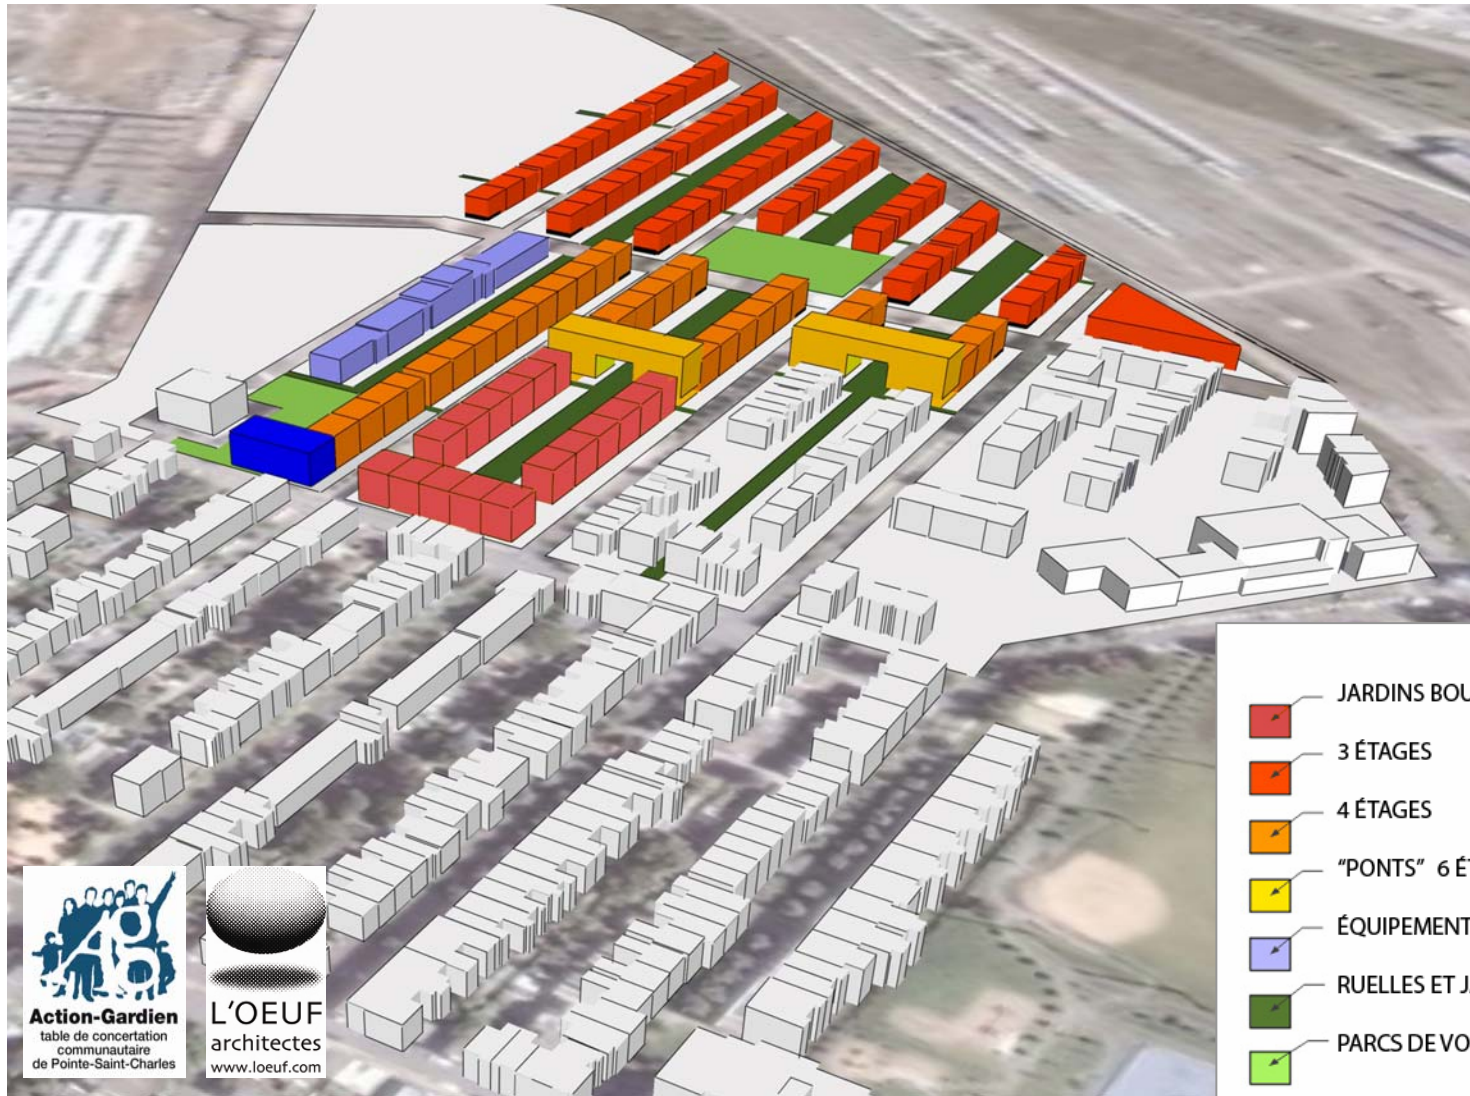 JARDINS BOU
3 ÉTAGES
4 ÉTAGES
"PONTS" 6 ÉT
ÉQUIPEMENT
RUELLES ET J
PARCS DE VO
Action-Gardien
table de concertation
communautaire
de Pointe-Saint-Charles
L'OEUF
architectes
www.loeuf.com